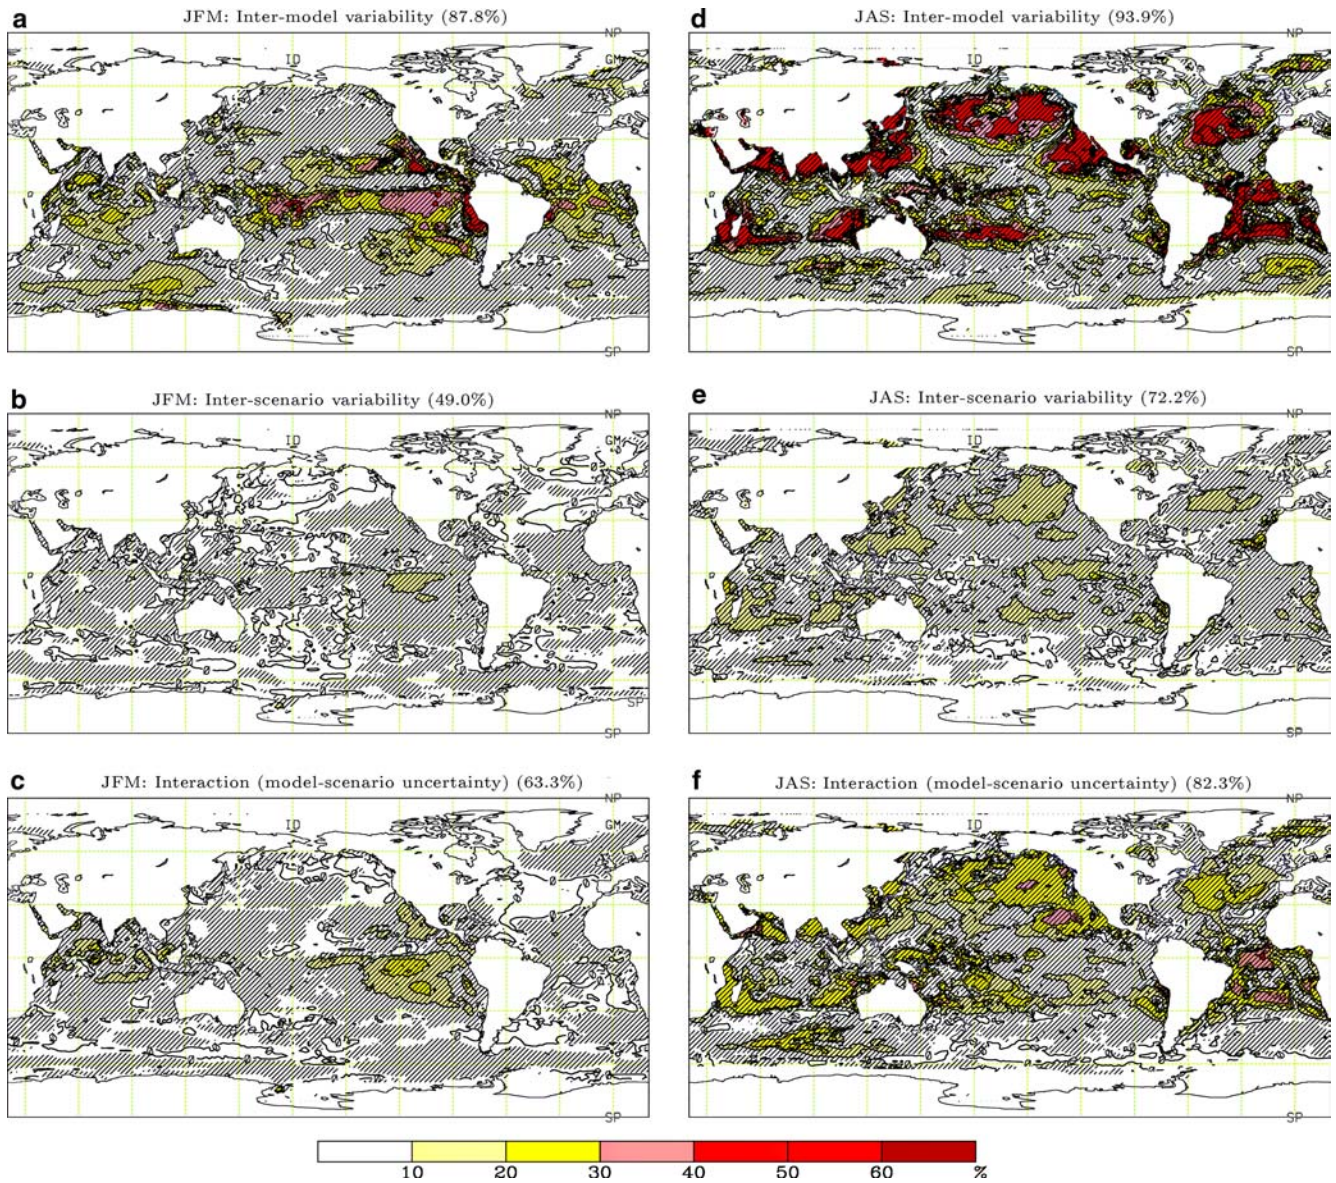 a
JFM: Inter-model variability (87.8%)
NP
ID
GM
SP
d
JAS: Inter-model variability (93.9%)
NP
ID
GM
SP
b
JFM: Inter-scenario variability (49.0%)
NP
ID
GM
SP
SP
e
JAS: Inter-scenario variability (72.2%)
NP
ID
GM
SP
c
JFM: Interaction (model-scenario uncertainty) (63.3%)
NP
ID
GM
SP
f
JAS: Interaction (model-scenario uncertainty) (82.3%)
NP
ID
GM
SP
10 20 30 40 50 60 %